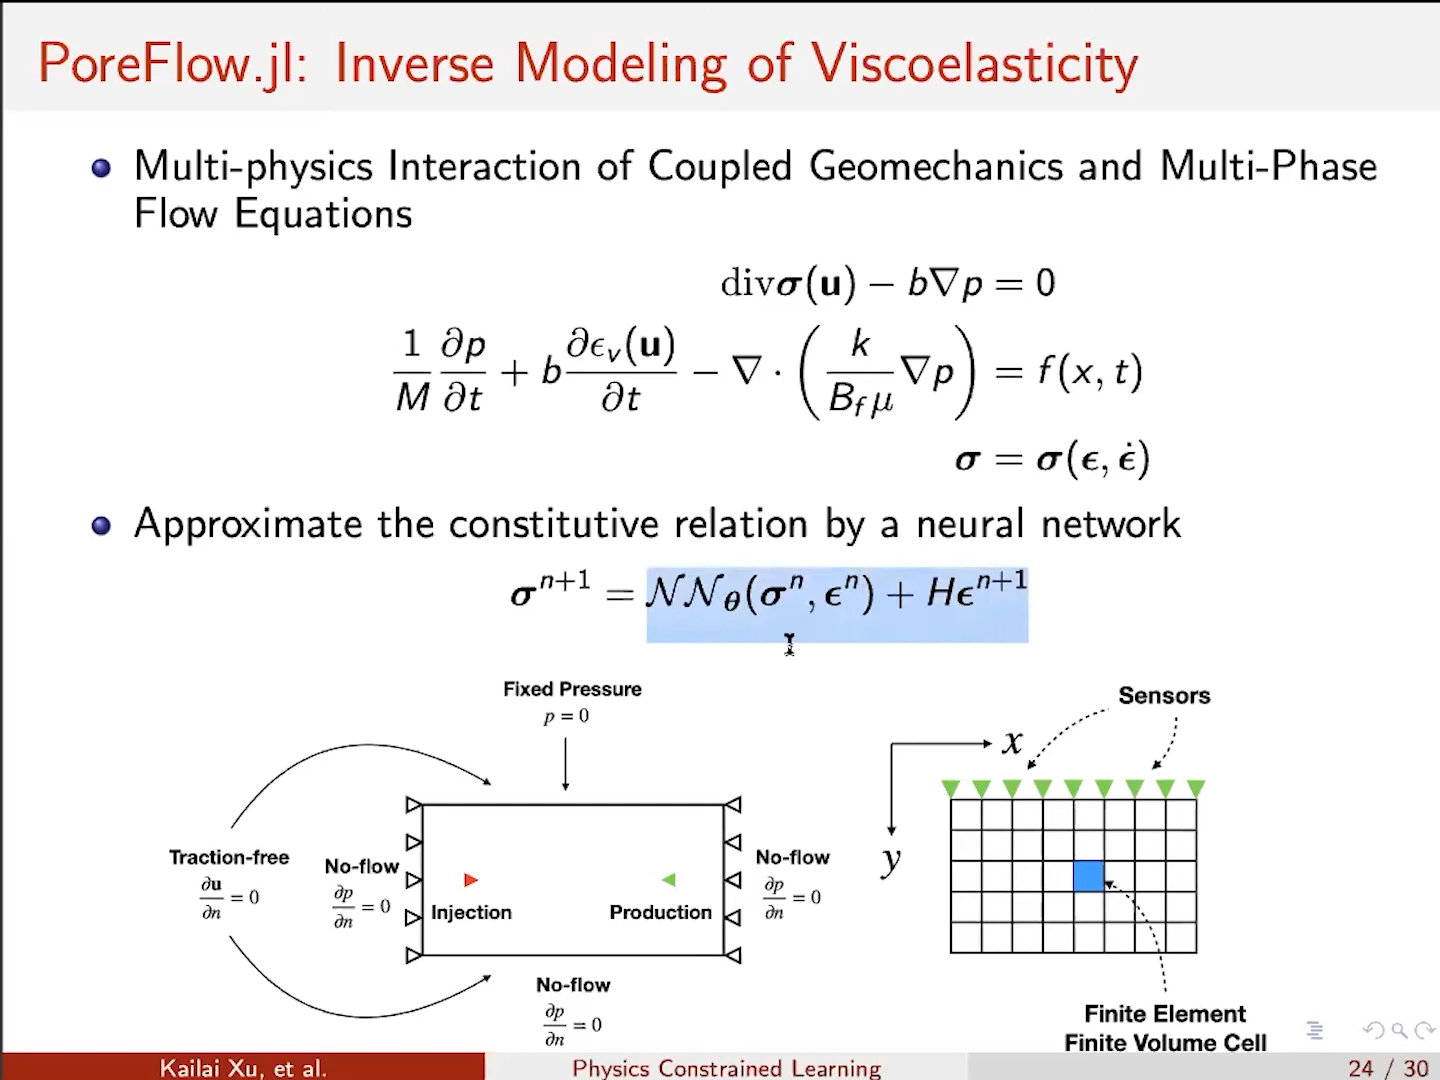 PoreFlow.jl: Inverse Modeling of Viscoelasticity
Multi-physics Interaction of Coupled Geomechanics and Multi-Phase
Flow Equations
divσ(u) − b∇p = 0
1/M ∂p/∂t + b ∂ϵᵥ(u)/∂t − ∇ · (k/(B_f μ) ∇p) = f(x, t)
σ = σ(ϵ, ϵ̇)
Approximate the constitutive relation by a neural network
σⁿ⁺¹ = 𝒩𝒩_θ(σⁿ, ϵⁿ) + Hϵⁿ⁺¹
Fixed Pressure
p = 0
Traction-free
∂u/∂n = 0
No-flow
∂p/∂n = 0
Injection
Production
No-flow
∂p/∂n = 0
No-flow
∂p/∂n = 0
Sensors
x
y
Finite Element
Finite Volume Cell
Kailai Xu, et al.
Physics Constrained Learning
24 / 30